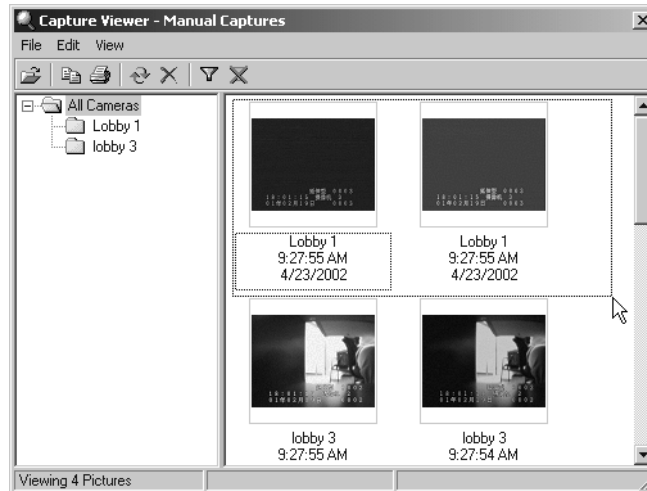 Capture Viewer - Manual Captures
File Edit View
All Cameras
Lobby 1
lobby 3
Lobby 1
9:27:55 AM
4/23/2002
Lobby 1
9:27:55 AM
4/23/2002
lobby 3
9:27:55 AM
lobby 3
9:27:54 AM
Viewing 4 Pictures